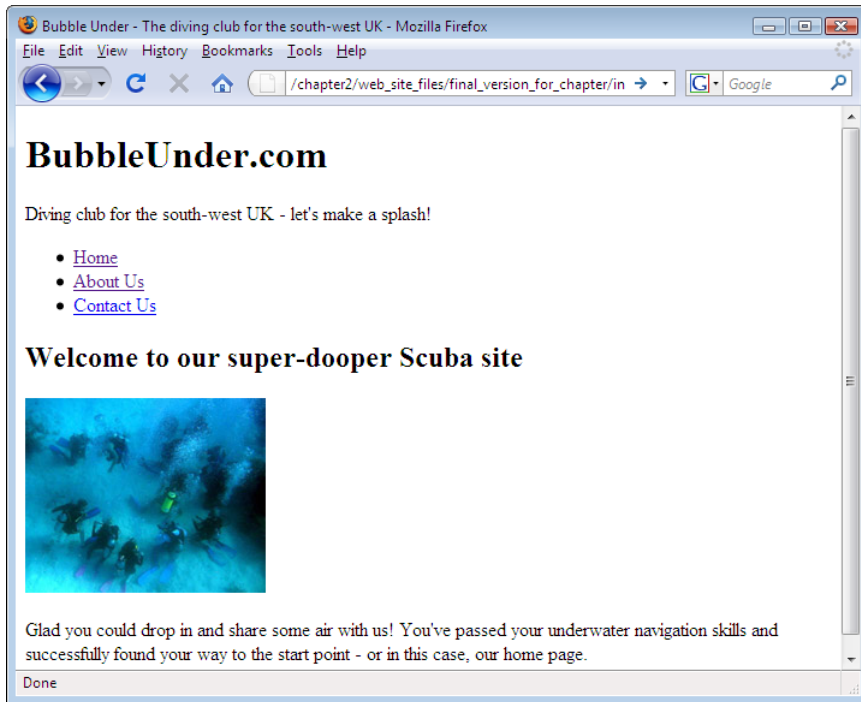 Bubble Under - The diving club for the south-west UK - Mozilla Firefox
File Edit View History Bookmarks Tools Help
/chapter2/web_site_files/final_version_for_chapter/in
G Google
BubbleUnder.com
Diving club for the south-west UK - let's make a splash!
Home
About Us
Contact Us
Welcome to our super-dooper Scuba site
Glad you could drop in and share some air with us! You've passed your underwater navigation skills and
successfully found your way to the start point - or in this case, our home page.
Done